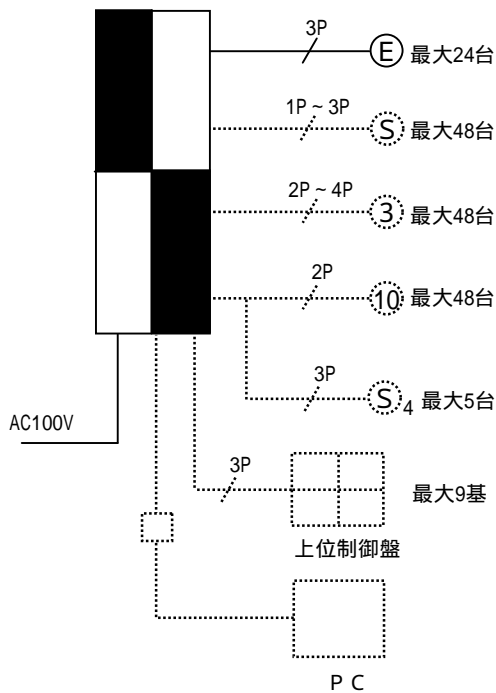 3P
E 最大24台
1P ~ 3P
S 最大48台
2P ~ 4P
3 最大48台
2P
10 最大48台
3P
S4 最大5台
AC100V
3P
最大9基
上位制御盤
ＰＣ